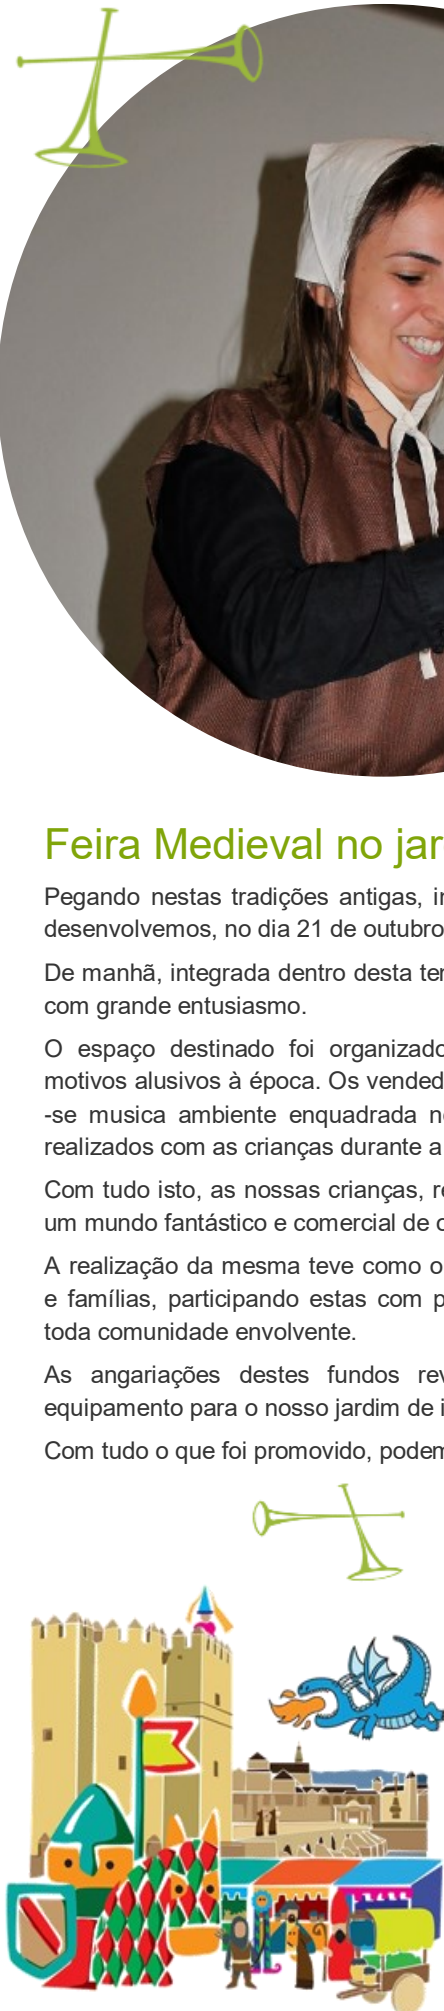 Feira Medieval no jar
Pegando nestas tradições antigas, in
desenvolvemos, no dia 21 de outubro
De manhã, integrada dentro desta ter
com grande entusiasmo.
O espaço destinado foi organizado
motivos alusivos à época. Os vended
-se musica ambiente enquadrada n
realizados com as crianças durante a
Com tudo isto, as nossas crianças, r
um mundo fantástico e comercial de
A realização da mesma teve como o
e famílias, participando estas com p
toda comunidade envolvente.
As angariações destes fundos rev
equipamento para o nosso jardim de i
Com tudo o que foi promovido, poden